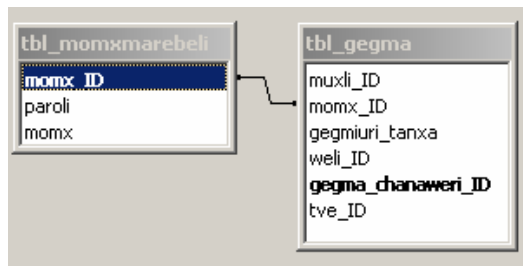 tbl_momxmarebeli
momx_ID
paroli
momx
tbl_gegma
muxli_ID
momx_ID
gegmiuri_tanxa
weli_ID
gegma_chanaweri_ID
tve_ID